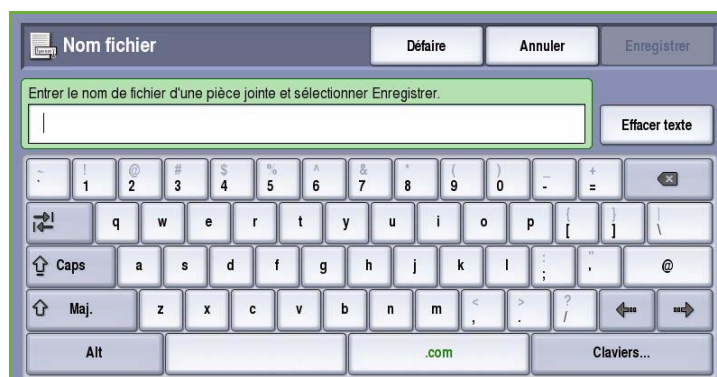 Nom fichier Défaire Annuler Enregistrer
Entrer le nom de fichier d'une pièce jointe et sélectionner Enregistrer.
Effacer texte
~ ! @ # $ % ^ & * ( ) _ +
` 1 2 3 4 5 6 7 8 9 0 - =
q w e r t y u i o p { [ } ] | \
Caps a s d f g h j k l : ; " ' @
Maj. z x c v b n m < , > . ? /
Alt .com Claviers...